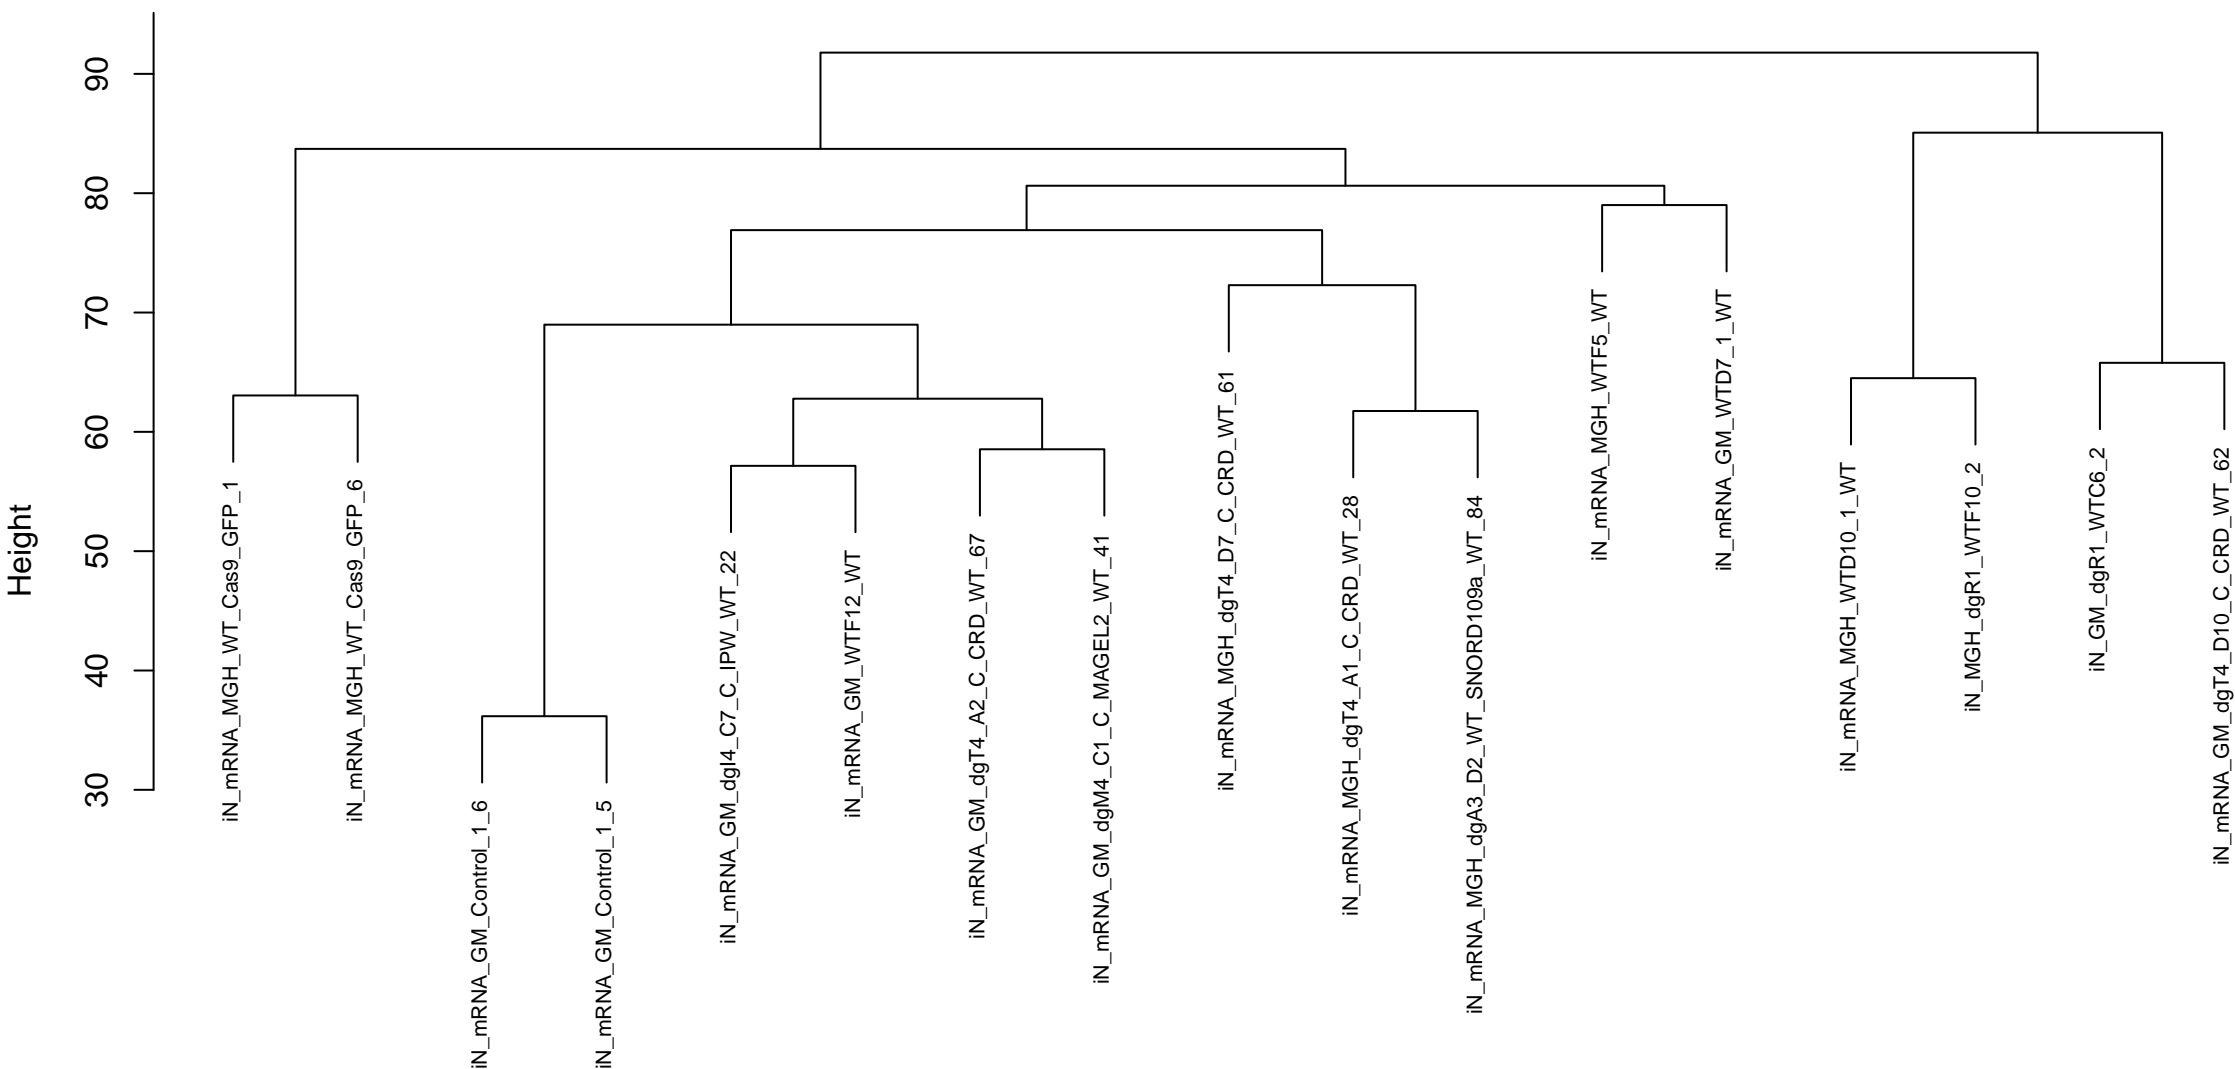 Height
90
80
70
60
50
40
30
iN_mRNA_MGH_WT_Cas9_GFP_1
iN_mRNA_MGH_WT_Cas9_GFP_6
iN_mRNA_GM_Control_1_6
iN_mRNA_GM_Control_1_5
iN_mRNA_GM_dgI4_C7_C_IPW_WT_22
iN_mRNA_GM_WTF12_WT
iN_mRNA_GM_dgT4_A2_C_CRD_WT_67
iN_mRNA_GM_dgM4_C1_C_MAGEL2_WT_41
iN_mRNA_MGH_dgT4_D7_C_CRD_WT_61
iN_mRNA_MGH_dgT4_A1_C_CRD_WT_28
iN_mRNA_MGH_dgA3_D2_WT_SNORD109a_WT_84
iN_mRNA_MGH_WTF5_WT
iN_mRNA_GM_WTD7_1_WT
iN_mRNA_MGH_WTD10_1_WT
iN_MGH_dgR1_WTF10_2
iN_GM_dgR1_WTC6_2
iN_mRNA_GM_dgT4_D10_C_CRD_WT_62